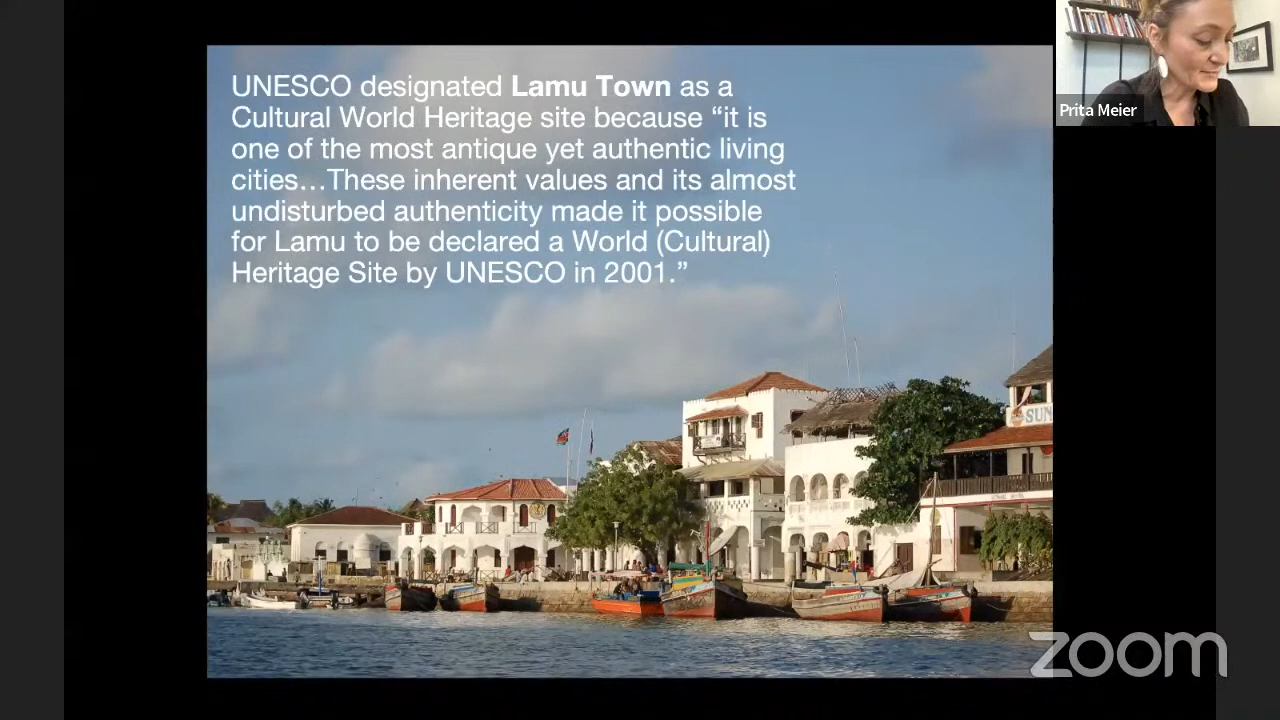 UNESCO designated Lamu Town as a
Cultural World Heritage site because “it is
one of the most antique yet authentic living
cities…These inherent values and its almost
undisturbed authenticity made it possible
for Lamu to be declared a World (Cultural)
Heritage Site by UNESCO in 2001.”
Prita Meier
SUN
zoom